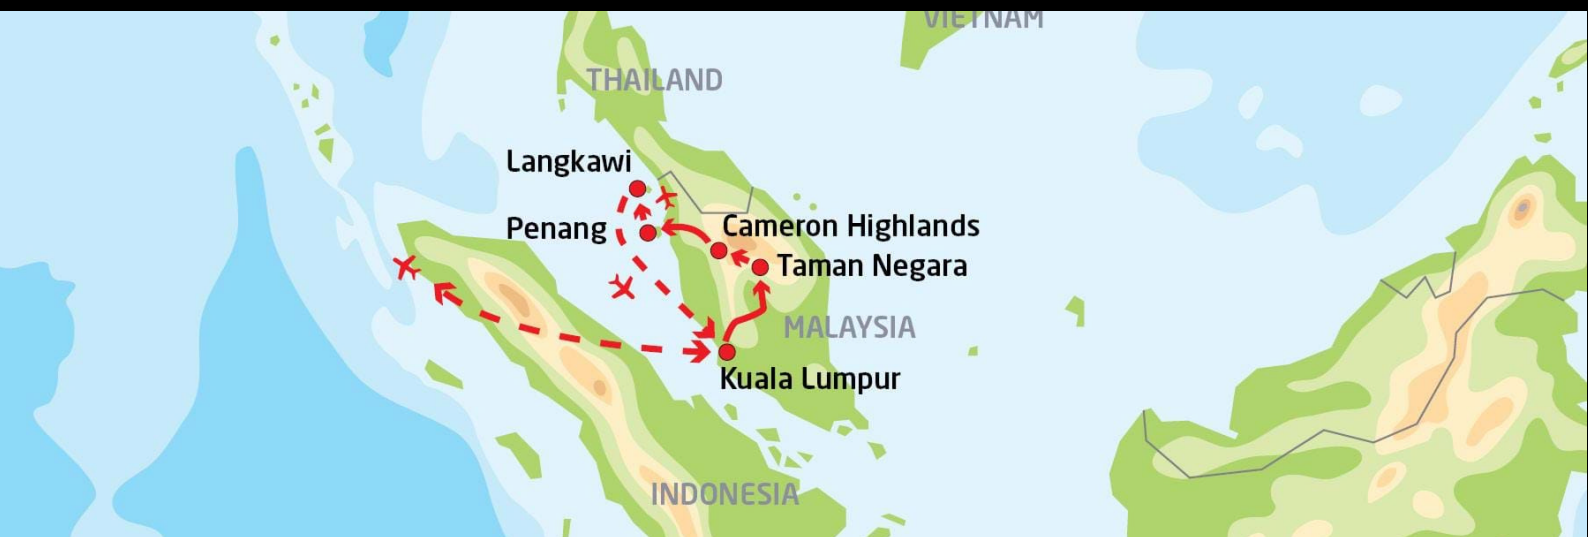 VIETNAM
THAILAND
Langkawi
Penang
Cameron Highlands
Taman Negara
MALAYSIA
Kuala Lumpur
INDONESIA